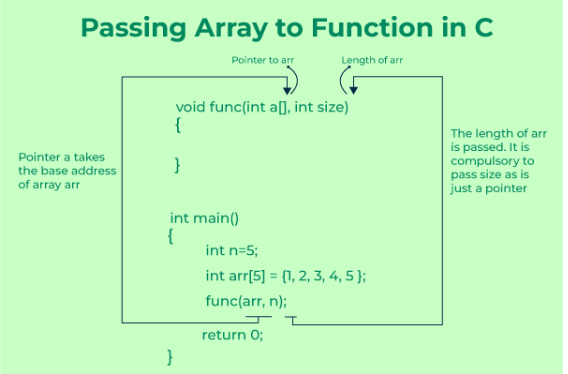 Passing Array to Function in C
Pointer to arr
Length of arr
void func(int a[], int size)
{
}
Pointer a takes
the base address
of array arr
The length of arr
is passed. It is
compulsory to
pass size as is
just a pointer
int main()
{
int n=5;
int arr[5] = {1, 2, 3, 4, 5 };
func(arr, n);
return 0;
}